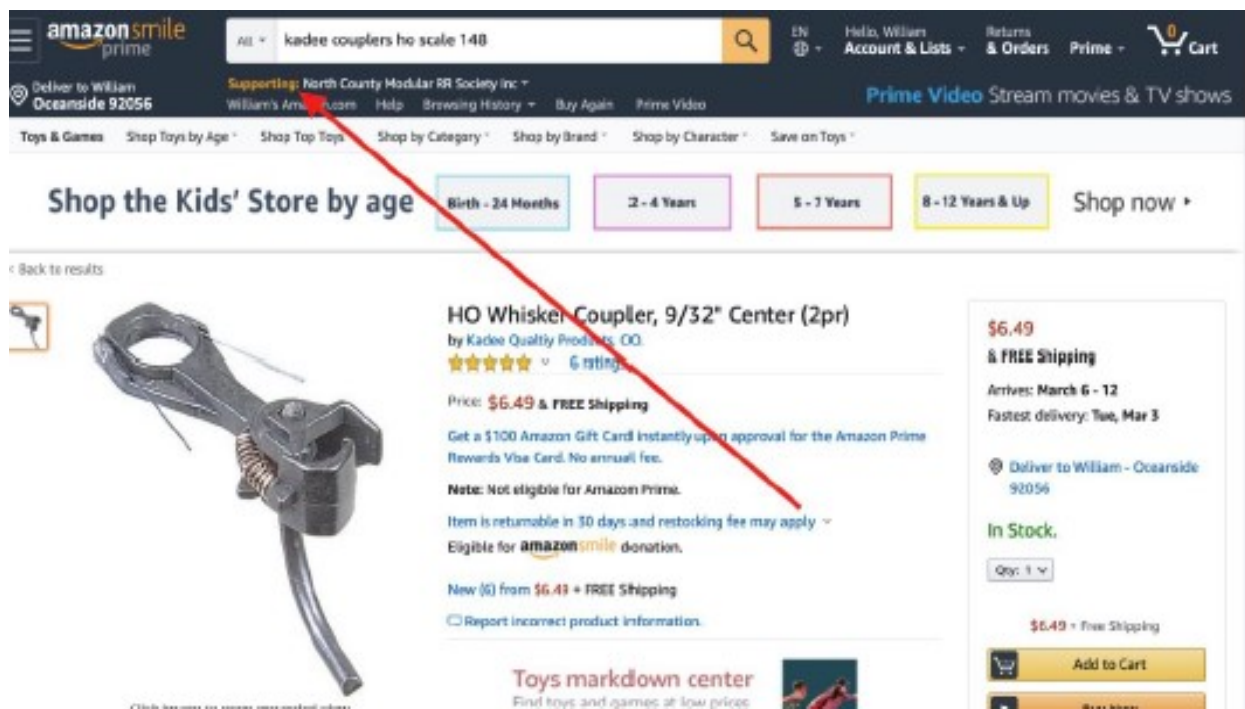 amazonsmile
prime
All
kadee couplers ho scale 148
EN
Hello, William
Account & Lists
Returns
& Orders
Prime
0
Cart
Deliver to William
Oceanside 92056
Supporting: North County Modular RR Society Inc
William's Amazon.com Help Browsing History Buy Again Prime Video
Prime Video Stream movies & TV shows
Toys & Games Shop Toys by Age Shop Top Toys Shop by Category Shop by Brand Shop by Character Save on Toys
Shop the Kids' Store by age
Birth - 24 Months
2 - 4 Years
5 - 7 Years
8 - 12 Years & Up
Shop now
‹ Back to results
HO Whisker Coupler, 9/32" Center (2pr)
by Kadee Qualtiy Products, OO.
6 ratings
Price: $6.49 & FREE Shipping
Get a $100 Amazon Gift Card instantly upon approval for the Amazon Prime
Rewards Visa Card. No annual fee.
Note: Not eligible for Amazon Prime.
Item is returnable in 30 days and restocking fee may apply
Eligible for amazonsmile donation.
New (6) from $6.49 + FREE Shipping
Report incorrect product information.
Toys markdown center
Find toys and games at low prices
$6.49
& FREE Shipping
Arrives: March 6 - 12
Fastest delivery: Tue, Mar 3
Deliver to William - Oceanside
92056
In Stock.
Qty: 1
$6.49 + Free Shipping
Add to Cart
Buy Now